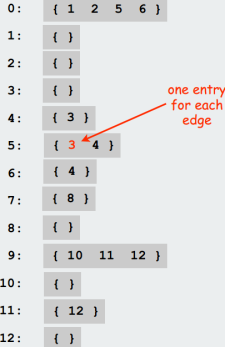 0: { 1 2 5 6 }
1: { }
2: { }
3: { }
one entry
4: { 3 }
for each
5: { 3 4 }
edge
6: { 4 }
7: { 8 }
8: { }
9: { 10 11 12 }
10: { }
11: { 12 }
12: { }